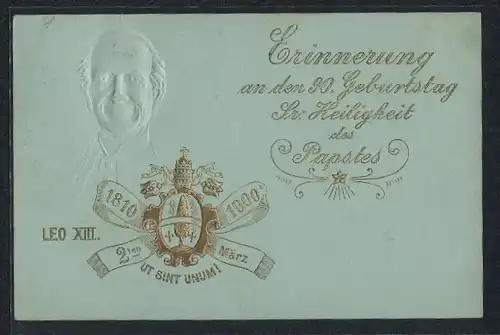 Erinnerung
an den 90. Geburtstag
Sr. Heiligkeit
des
Papstes
1810
1900
LEO XIII.
2ten
März
UT SINT UNUM!